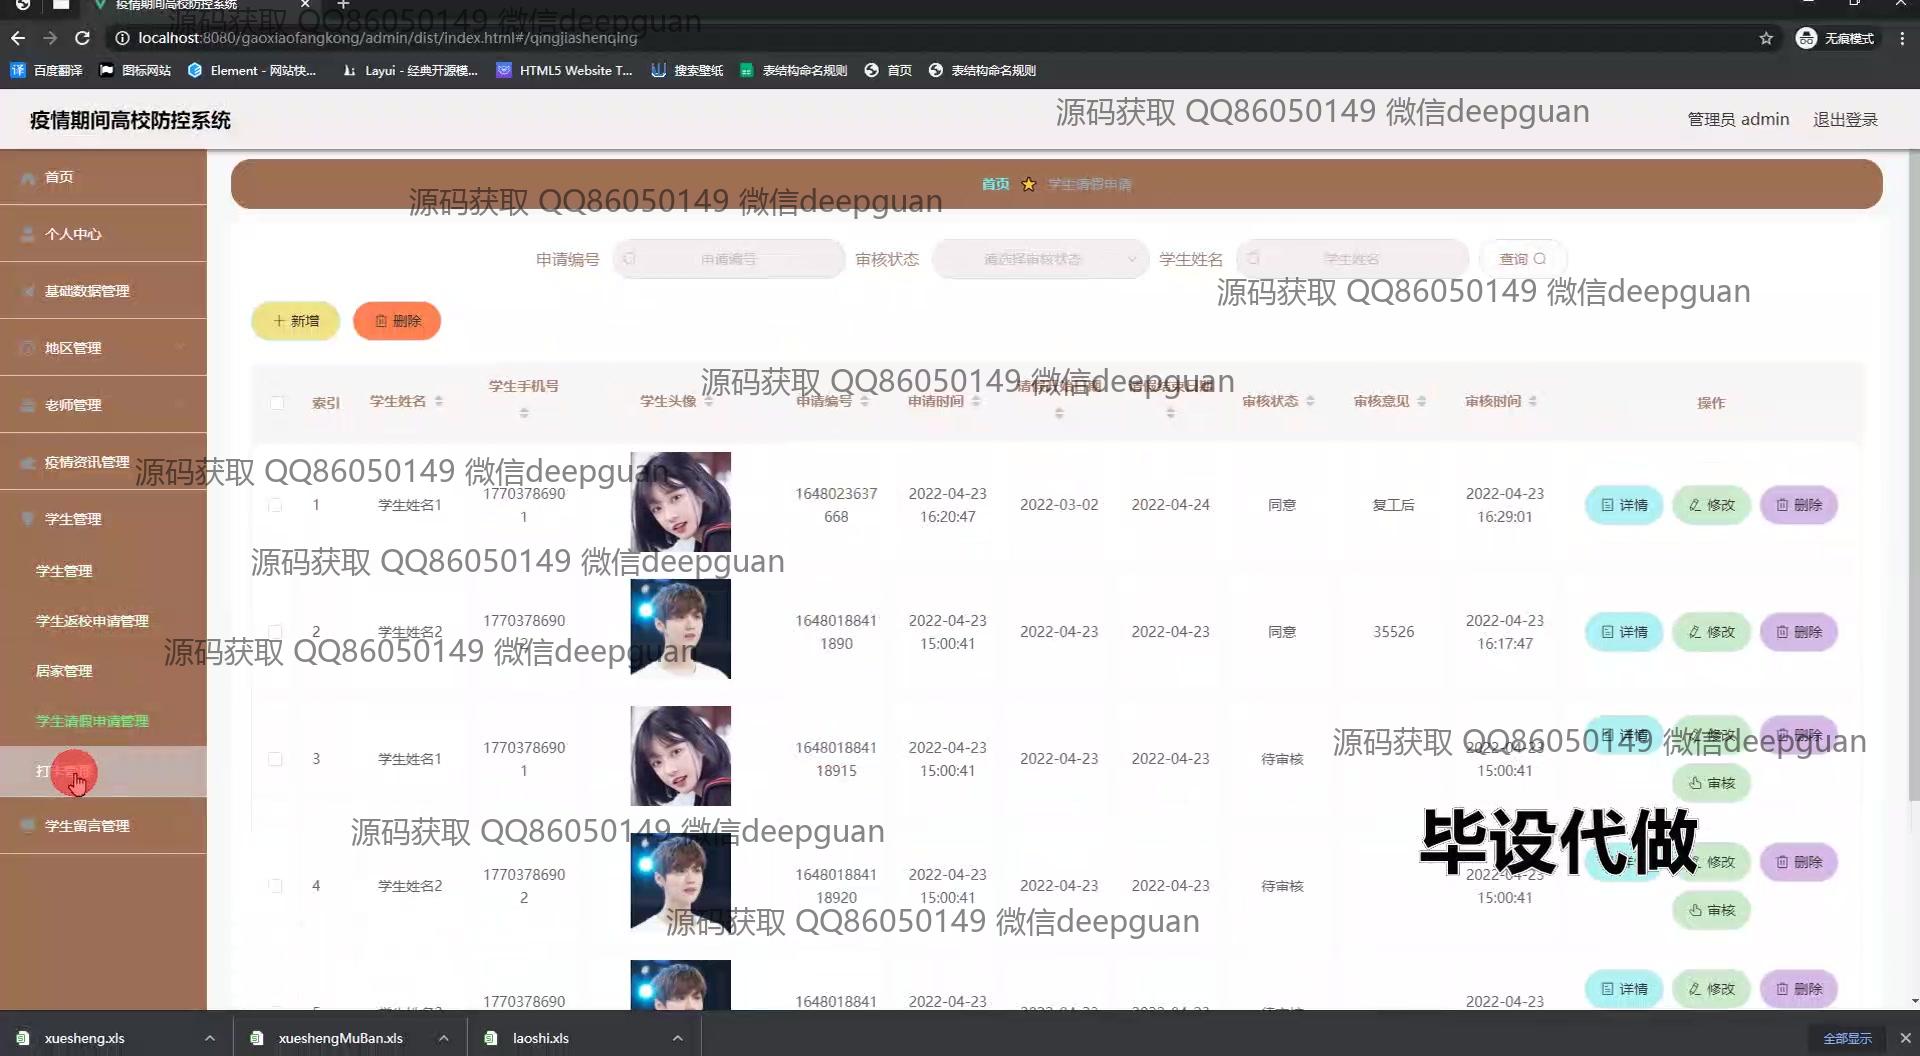 疫情期间高校防控系统
localhost:8080/gaoxiaofangkong/admin/dist/index.html#/qingjiashenqing
无痕模式
百度翻译 图标网站 Element - 网站快... Layui - 经典开源模... HTML5 Website T... 搜索壁纸 表结构命名规则 首页 表结构命名规则
源码获取 QQ86050149 微信deepguan
疫情期间高校防控系统
源码获取 QQ86050149 微信deepguan
管理员 admin 退出登录
首页
个人中心
基础数据管理
地区管理
老师管理
疫情资讯管理
学生管理
学生管理
学生返校申请管理
居家管理
学生请假申请管理
学生留言管理
首页 学生请假申请
源码获取 QQ86050149 微信deepguan
申请编号 申请编号 审核状态 请选择审核状态 学生姓名 学生姓名 查询
源码获取 QQ86050149 微信deepguan
新增 删除
源码获取 QQ86050149 微信deepguan
索引 学生姓名 学生手机号 学生头像 申请编号 申请时间 请假开始日期 请假结束日期 审核状态 审核意见 审核时间 操作
源码获取 QQ86050149 微信deepguan
1 学生姓名1 1770378690 1 1648023637 668 2022-04-23 16:20:47 2022-03-02 2022-04-24 同意 复工后 2022-04-23 16:29:01 详情 修改 删除
源码获取 QQ86050149 微信deepguan
2 学生姓名2 1770378690 2 1648018841 1890 2022-04-23 15:00:41 2022-04-23 2022-04-23 同意 35526 2022-04-23 16:17:47 详情 修改 删除
源码获取 QQ86050149 微信deepguan
3 学生姓名1 1770378690 1 1648018841 18915 2022-04-23 15:00:41 2022-04-23 2022-04-23 待审核 2022-04-23 15:00:41 详情 修改 删除
审核
源码获取 QQ86050149 微信deepguan
源码获取 QQ86050149 微信deepguan
毕设代做
4 学生姓名2 1770378690 2 1648018841 18920 2022-04-23 15:00:41 2022-04-23 2022-04-23 待审核 2022-04-23 15:00:41 修改 删除
审核
源码获取 QQ86050149 微信deepguan
1770378690 1648018841 2022-04-23 2022-04-23 详情 修改 删除
xuesheng.xls xueshengMuBan.xls laoshi.xls 全部显示